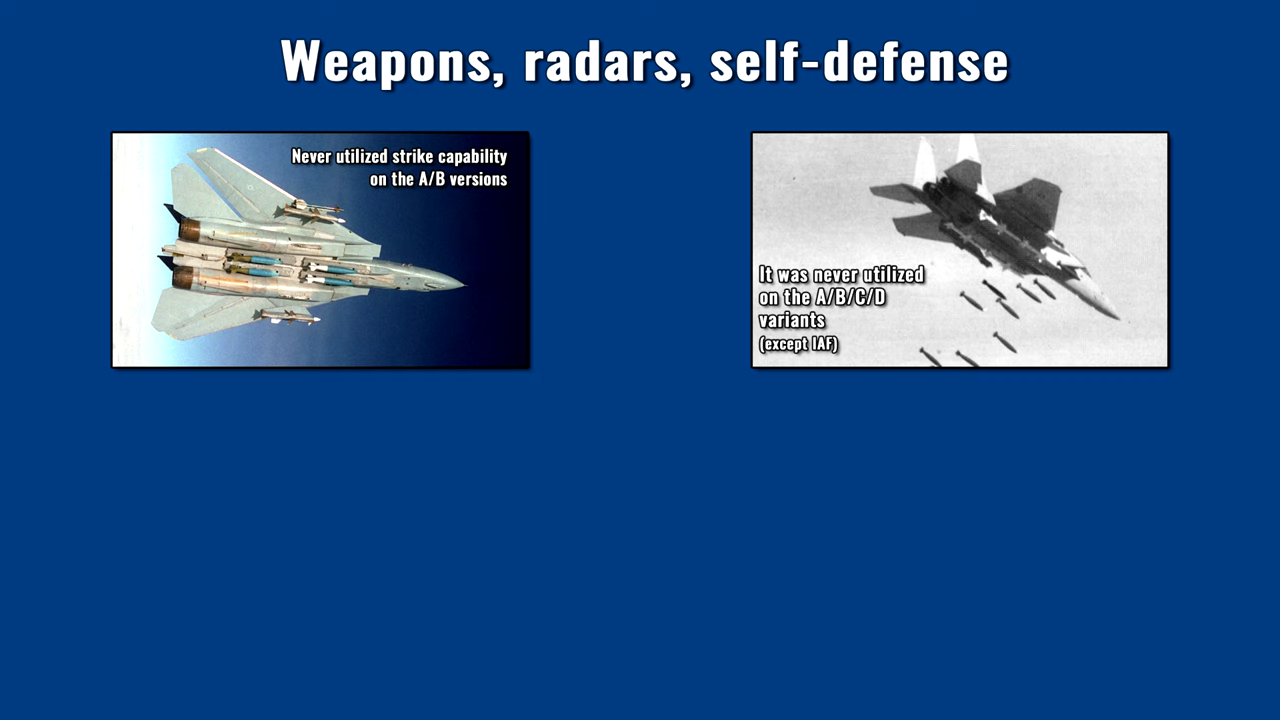 Weapons, radars, self-defense
Never utilized strike capability
on the A/B versions
It was never utilized
on the A/B/C/D
variants
(except IAF)